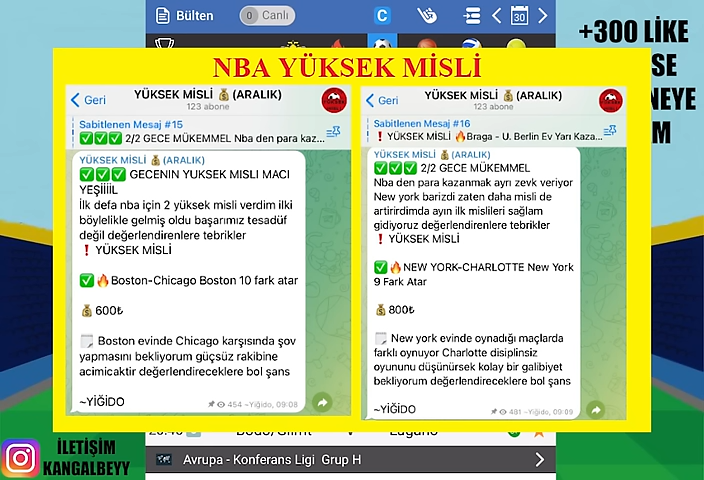 Bülten
0 Canlı
C
30
+300 LİKE
NBA YÜKSEK MİSLİ
Geri
YÜKSEK MİSLİ 💰 (ARALIK)
123 abone
Sabitlenen Mesaj #15
✅✅✅ 2/2 GECE MÜKEMMEL Nba den para kaz...
YÜKSEK MİSLİ 💰 (ARALIK)
✅✅✅ GECENIN YUKSEK MISLI MACI
YEŞİİİİİL
İlk defa nba için 2 yüksek misli verdim ilki
böylelikle gelmiş oldu başarımız tesadüf
değil değerlendirenlere tebrikler
❗ YÜKSEK MİSLİ
✅🔥Boston-Chicago Boston 10 fark atar
💰600₺
🗒 Boston evinde Chicago karşısında şov
yapmasını bekliyorum güçsüz rakibine
acimicaktir değerlendireceklere bol şans
~YİĞİDO
454 ~Yiğido, 09:08
Geri
YÜKSEK MİSLİ 💰 (ARALIK)
123 abone
Sabitlenen Mesaj #16
❗ YÜKSEK MİSLİ 🔥Braga - U. Berlin Ev Yarı Kaza...
YÜKSEK MİSLİ 💰 (ARALIK)
✅✅✅ 2/2 GECE MÜKEMMEL
Nba den para kazanmak ayrı zevk veriyor
New york barizdi zaten daha misli de
artirirdimda ayın ilk mislileri sağlam
gidiyoruz değerlendirenlere tebrikler
❗ YÜKSEK MİSLİ
✅🔥NEW YORK-CHARLOTTE New York
9 Fark Atar
💰800₺
🗒 New york evinde oynadığı maçlarda
farklı oynuyor Charlotte disiplinsiz
oyununu düşünürsek kolay bir galibiyet
bekliyorum değerlendireceklere bol şans
~YİĞİDO
481 ~Yiğido, 09:09
Avrupa - Konferans Ligi Grup H
İLETİŞİM
KANGALBEYY